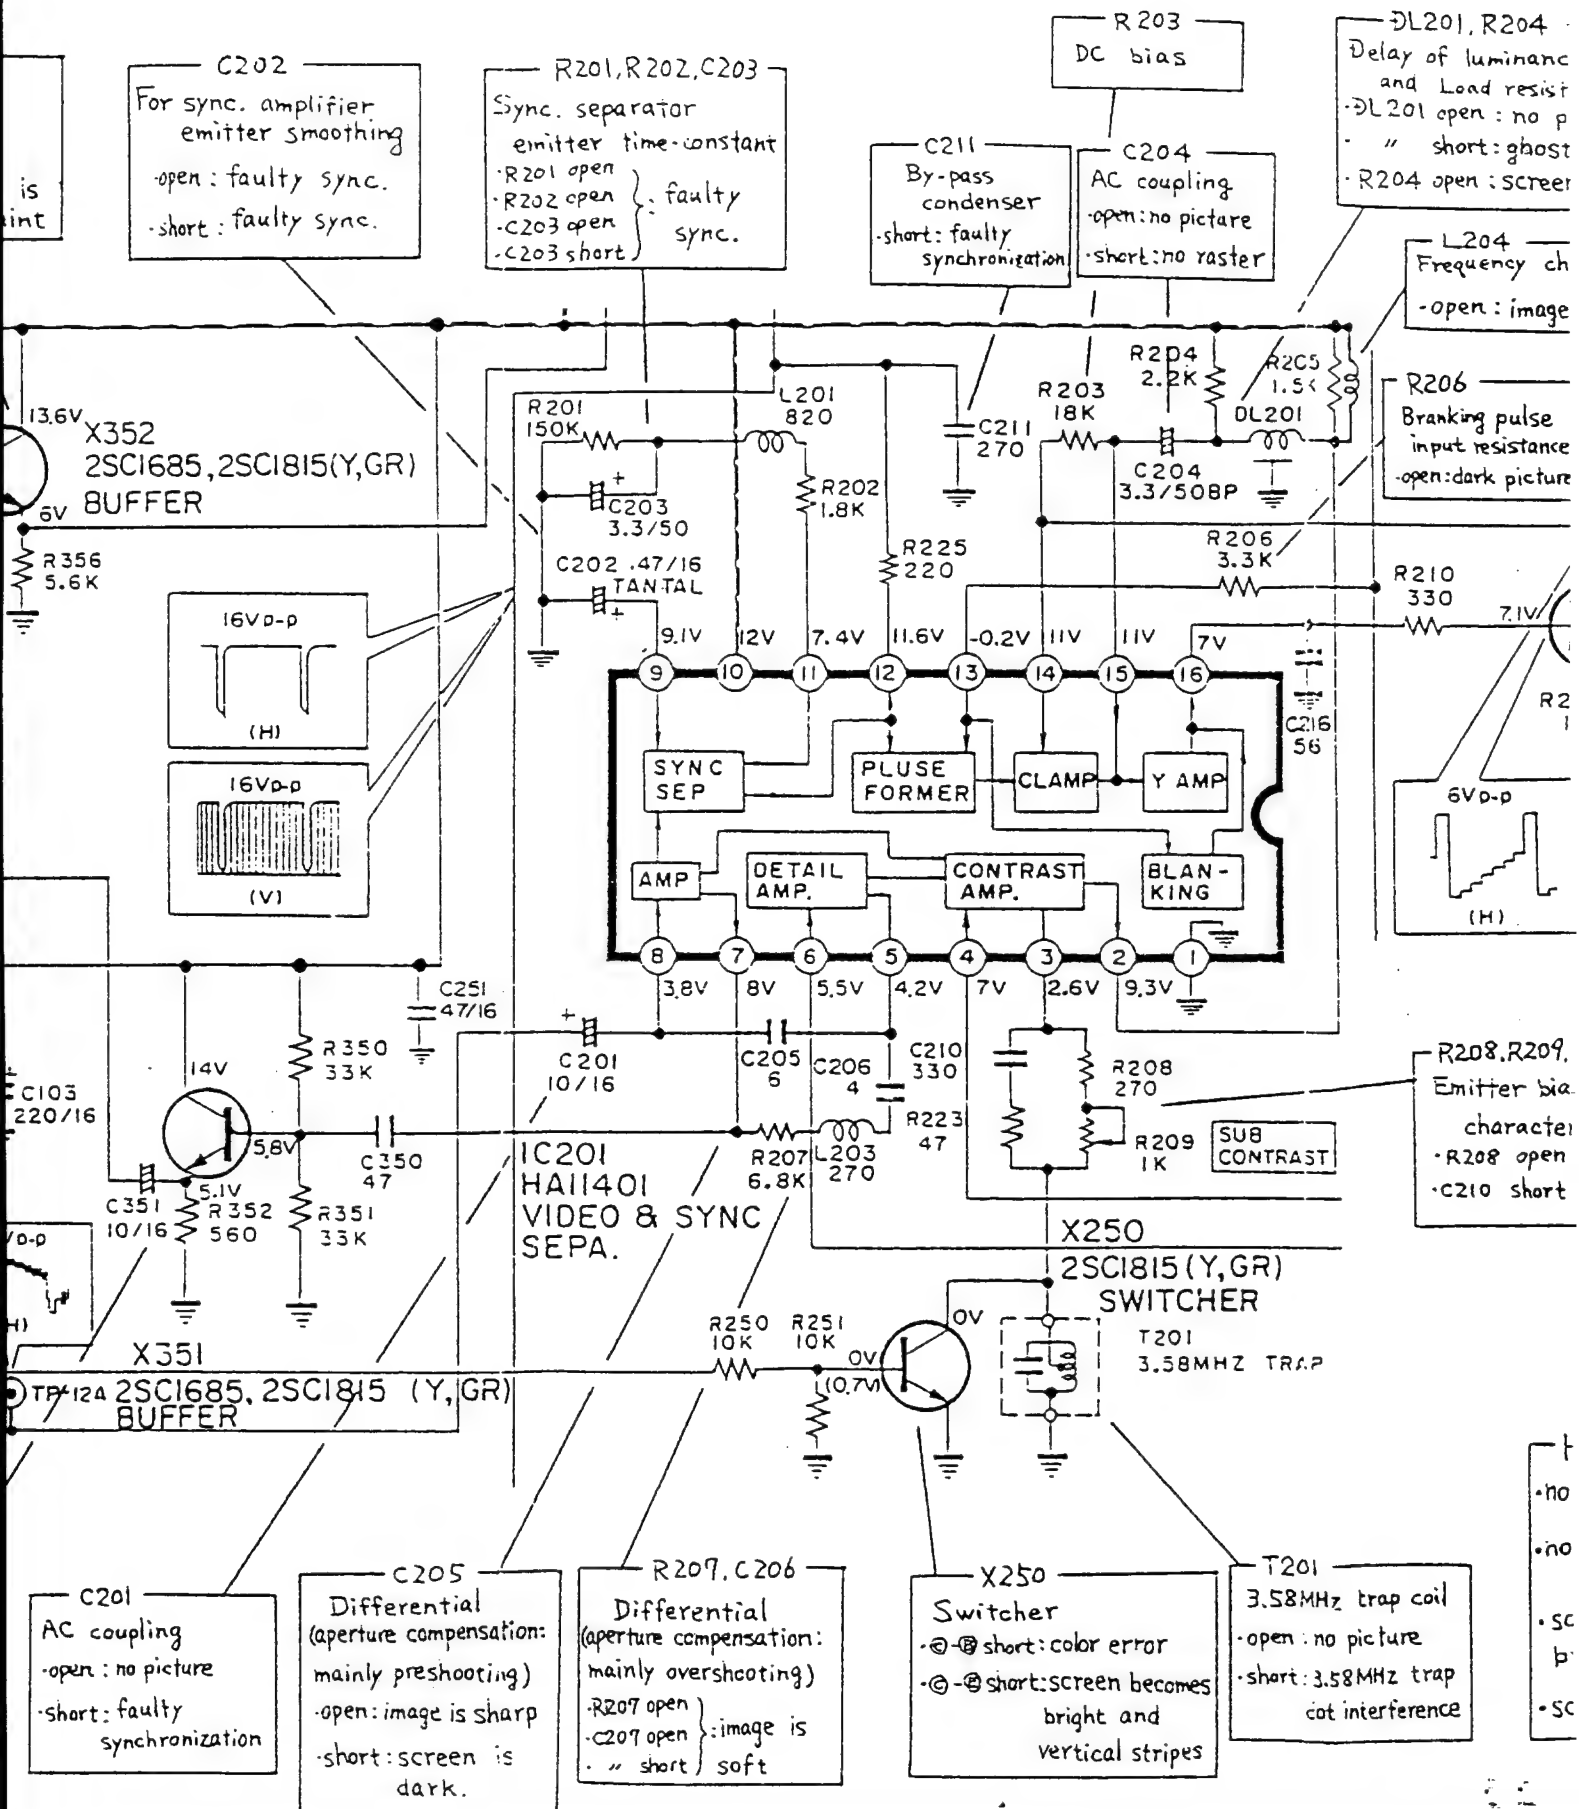 R203
DC bias
DL201, R204
Delay of luminanc
and Load resist
·DL201 open : no p
· " short : ghost
· R204 open : screen
C202
For sync. amplifier
emitter smoothing
·open : faulty sync.
·short : faulty sync.
R201, R202, C203
Sync. separator
emitter time-constant
·R201 open
·R202 open
·C203 open
·C203 short
: faulty
sync.
C211
By-pass
condenser
·short : faulty
synchronization
C204
AC coupling
·open : no picture
·short : no raster
is
aint
L204
Frequency ch
·open : image
R206
Branking pulse
input resistance
·open : dark picture
13.6V
X352
2SC1685, 2SC1815(Y,GR)
BUFFER
6V
R356
5.6K
R201
150K
L201
820
C203
3.3/50
R202
1.8K
C202 .47/16
TANTAL
C211
270
R225
220
R203
18K
R204
2.2K
R205
1.5K
DL201
C204
3.3/50BP
R206
3.3K
R210
330
7.1V
16Vp-p
(H)
16Vp-p
(V)
9.1V
12V
7.4V
11.6V
-0.2V
11V
11V
7V
9
10
11
12
13
14
15
16
C216
56
R2
1
SYNC
SEP
PLUSE
FORMER
CLAMP
Y AMP
AMP
DETAIL
AMP.
CONTRAST
AMP.
BLAN-
KING
6Vp-p
(H)
8
7
6
5
4
3
2
1
3.8V
8V
5.5V
4.2V
7V
2.6V
9.3V
C251
47/16
R350
33K
14V
C103
220/16
5.8V
C350
47
5.1V
C351
10/16
R352
560
R351
33K
C201
10/16
C205
6
C206
4
C210
330
R208
270
R223
47
R209
1K
SUB
CONTRAST
R207
6.8K
L203
270
IC201
HA11401
VIDEO & SYNC
SEPA.
R208, R209,
Emitter bia
character
·R208 open
·C210 short
p-p
H)
X351
TP-12A 2SC1685, 2SC1815 (Y,GR)
BUFFER
X250
2SC1815 (Y,GR)
SWITCHER
R250
10K
R251
10K
0V
0V
(0.7V)
T201
3.58MHZ TRAP
C201
AC coupling
·open : no picture
·short : faulty
synchronization
C205
Differential
(aperture compensation:
mainly preshooting)
·open : image is sharp
·short : screen is
dark.
R207, C206
Differential
(aperture compensation:
mainly overshooting)
·R207 open
·C207 open
· " short
: image is
soft
X250
Switcher
·Ⓒ-Ⓑ short : color error
·Ⓒ-Ⓔ short : screen becomes
bright and
vertical stripes
T201
3.58MHz trap coil
·open : no picture
·short : 3.58MHz trap
cot interference
·no
·no
·sc
·sc